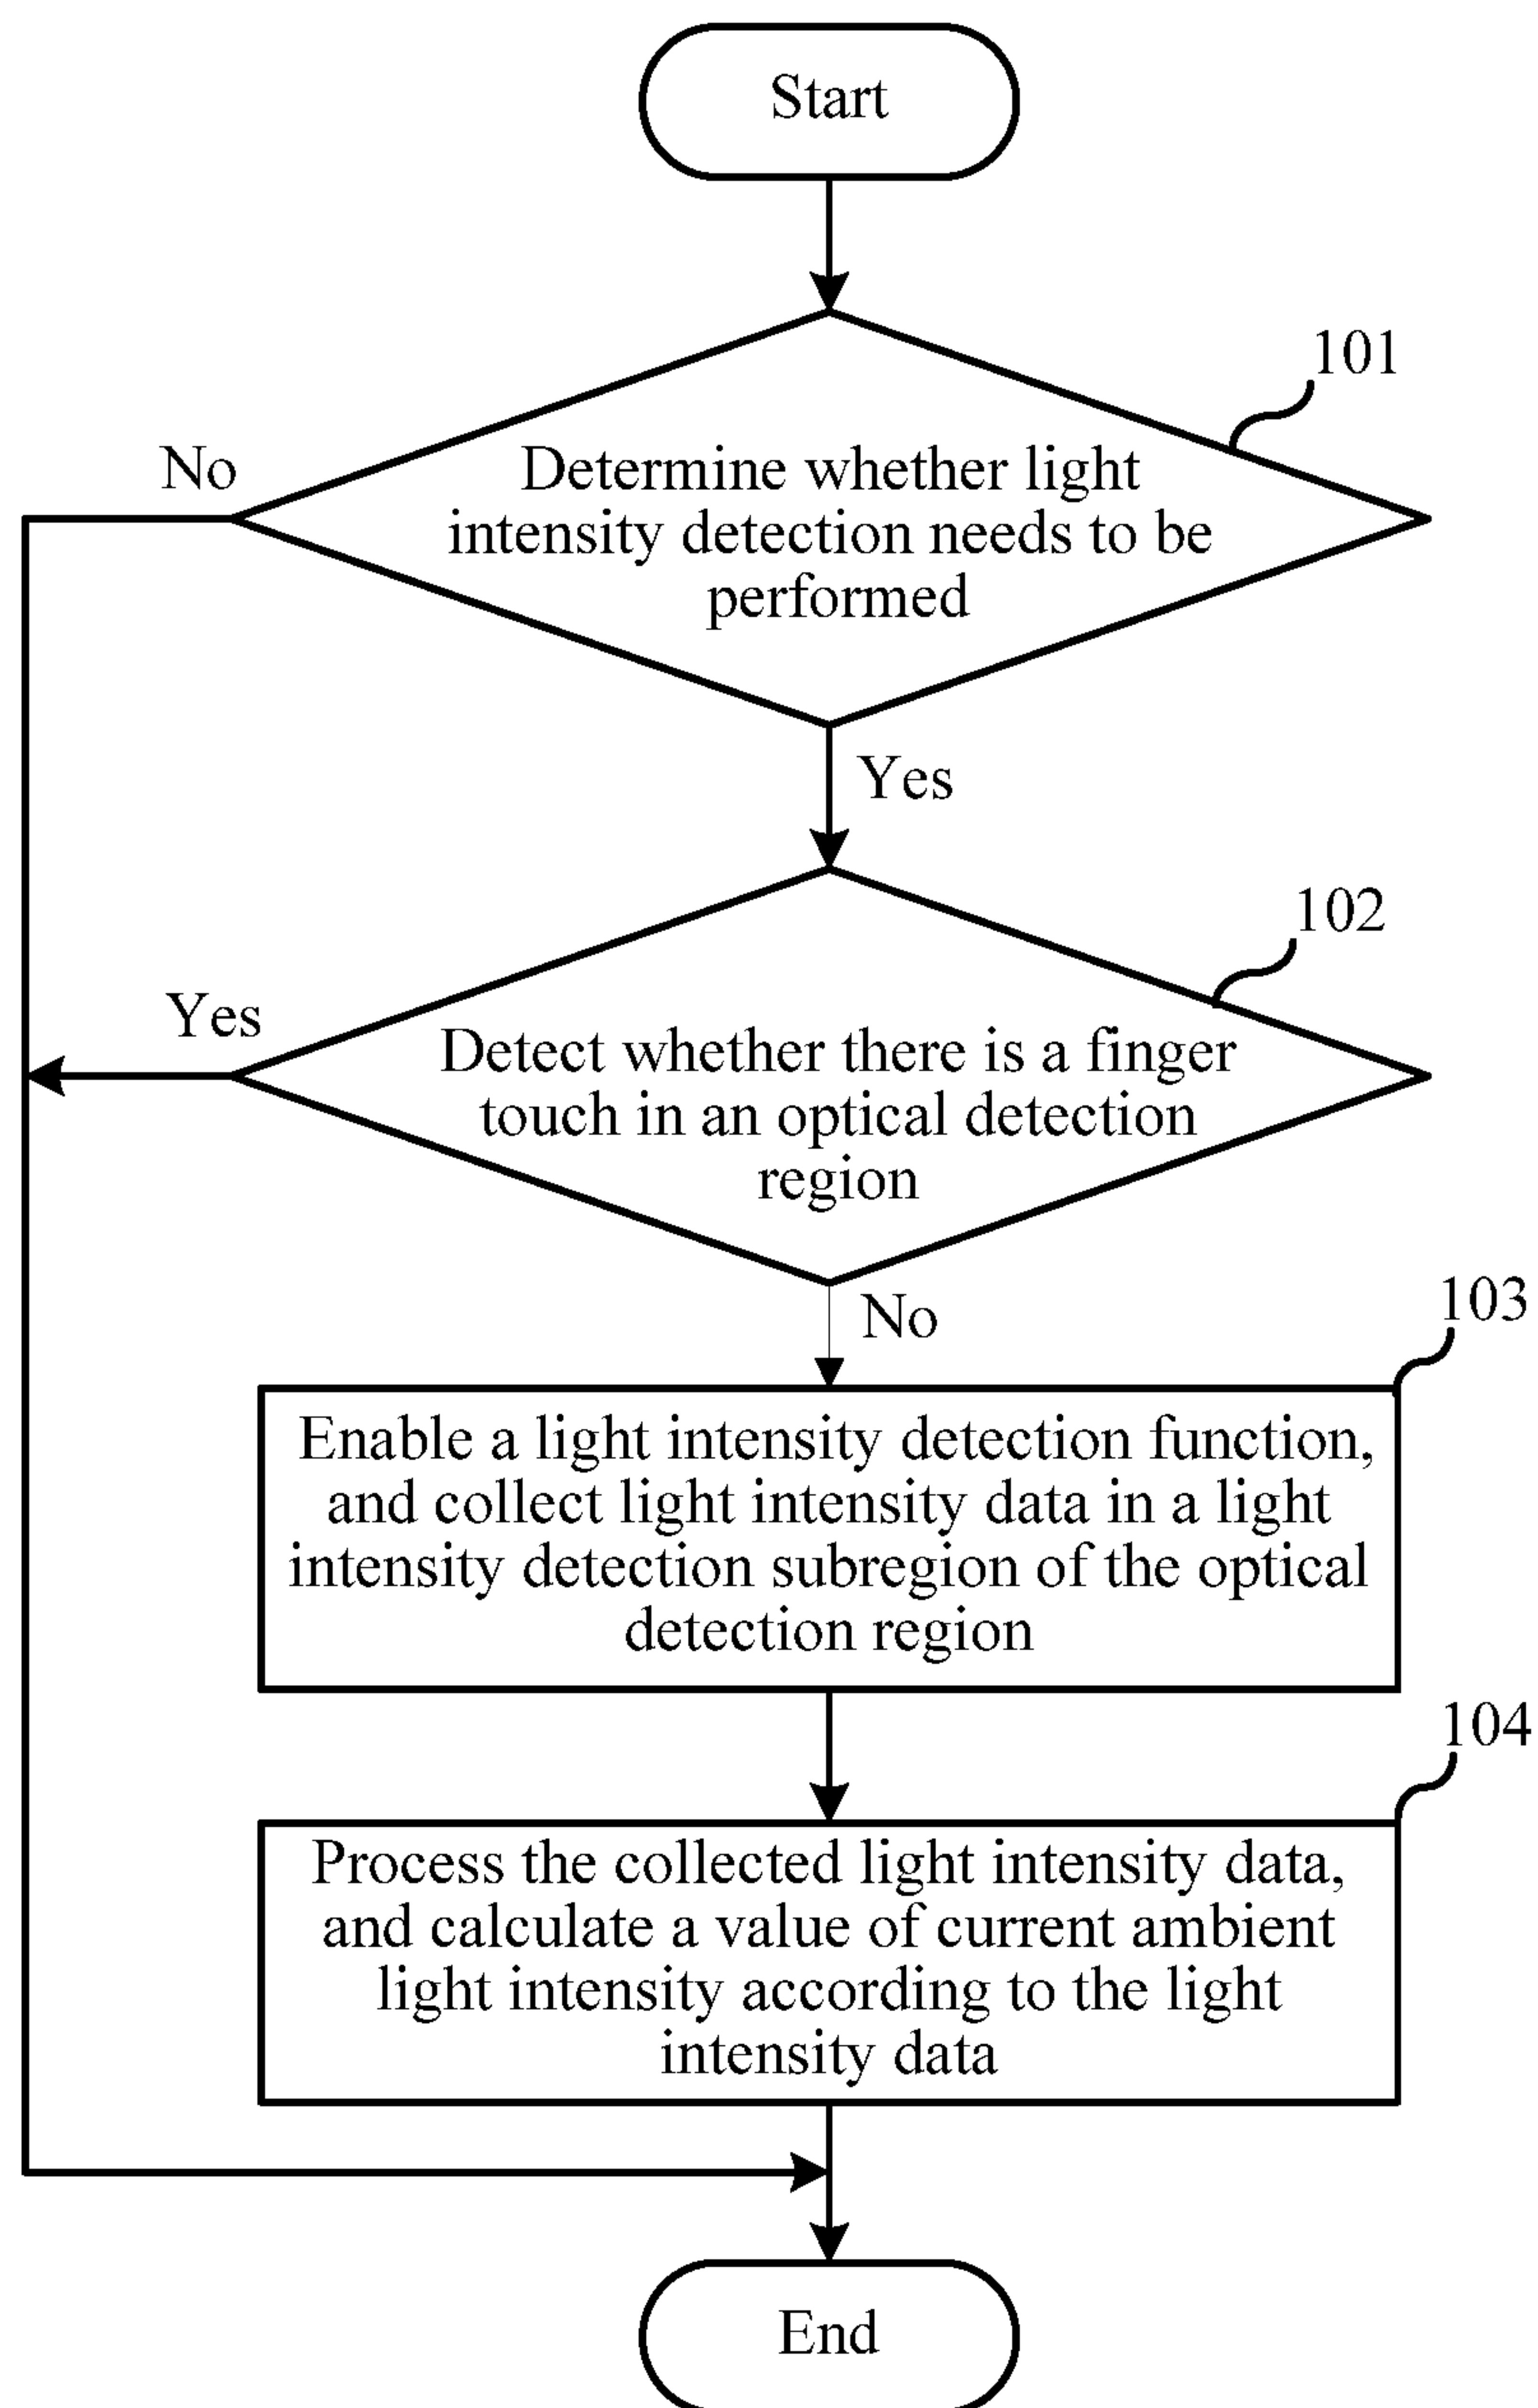 Start
101
No
Determine whether light
intensity detection needs to be
performed
Yes
102
Yes
Detect whether there is a finger
touch in an optical detection
region
No
103
Enable a light intensity detection function,
and collect light intensity data in a light
intensity detection subregion of the optical
detection region
104
Process the collected light intensity data,
and calculate a value of current ambient
light intensity according to the light
intensity data
End